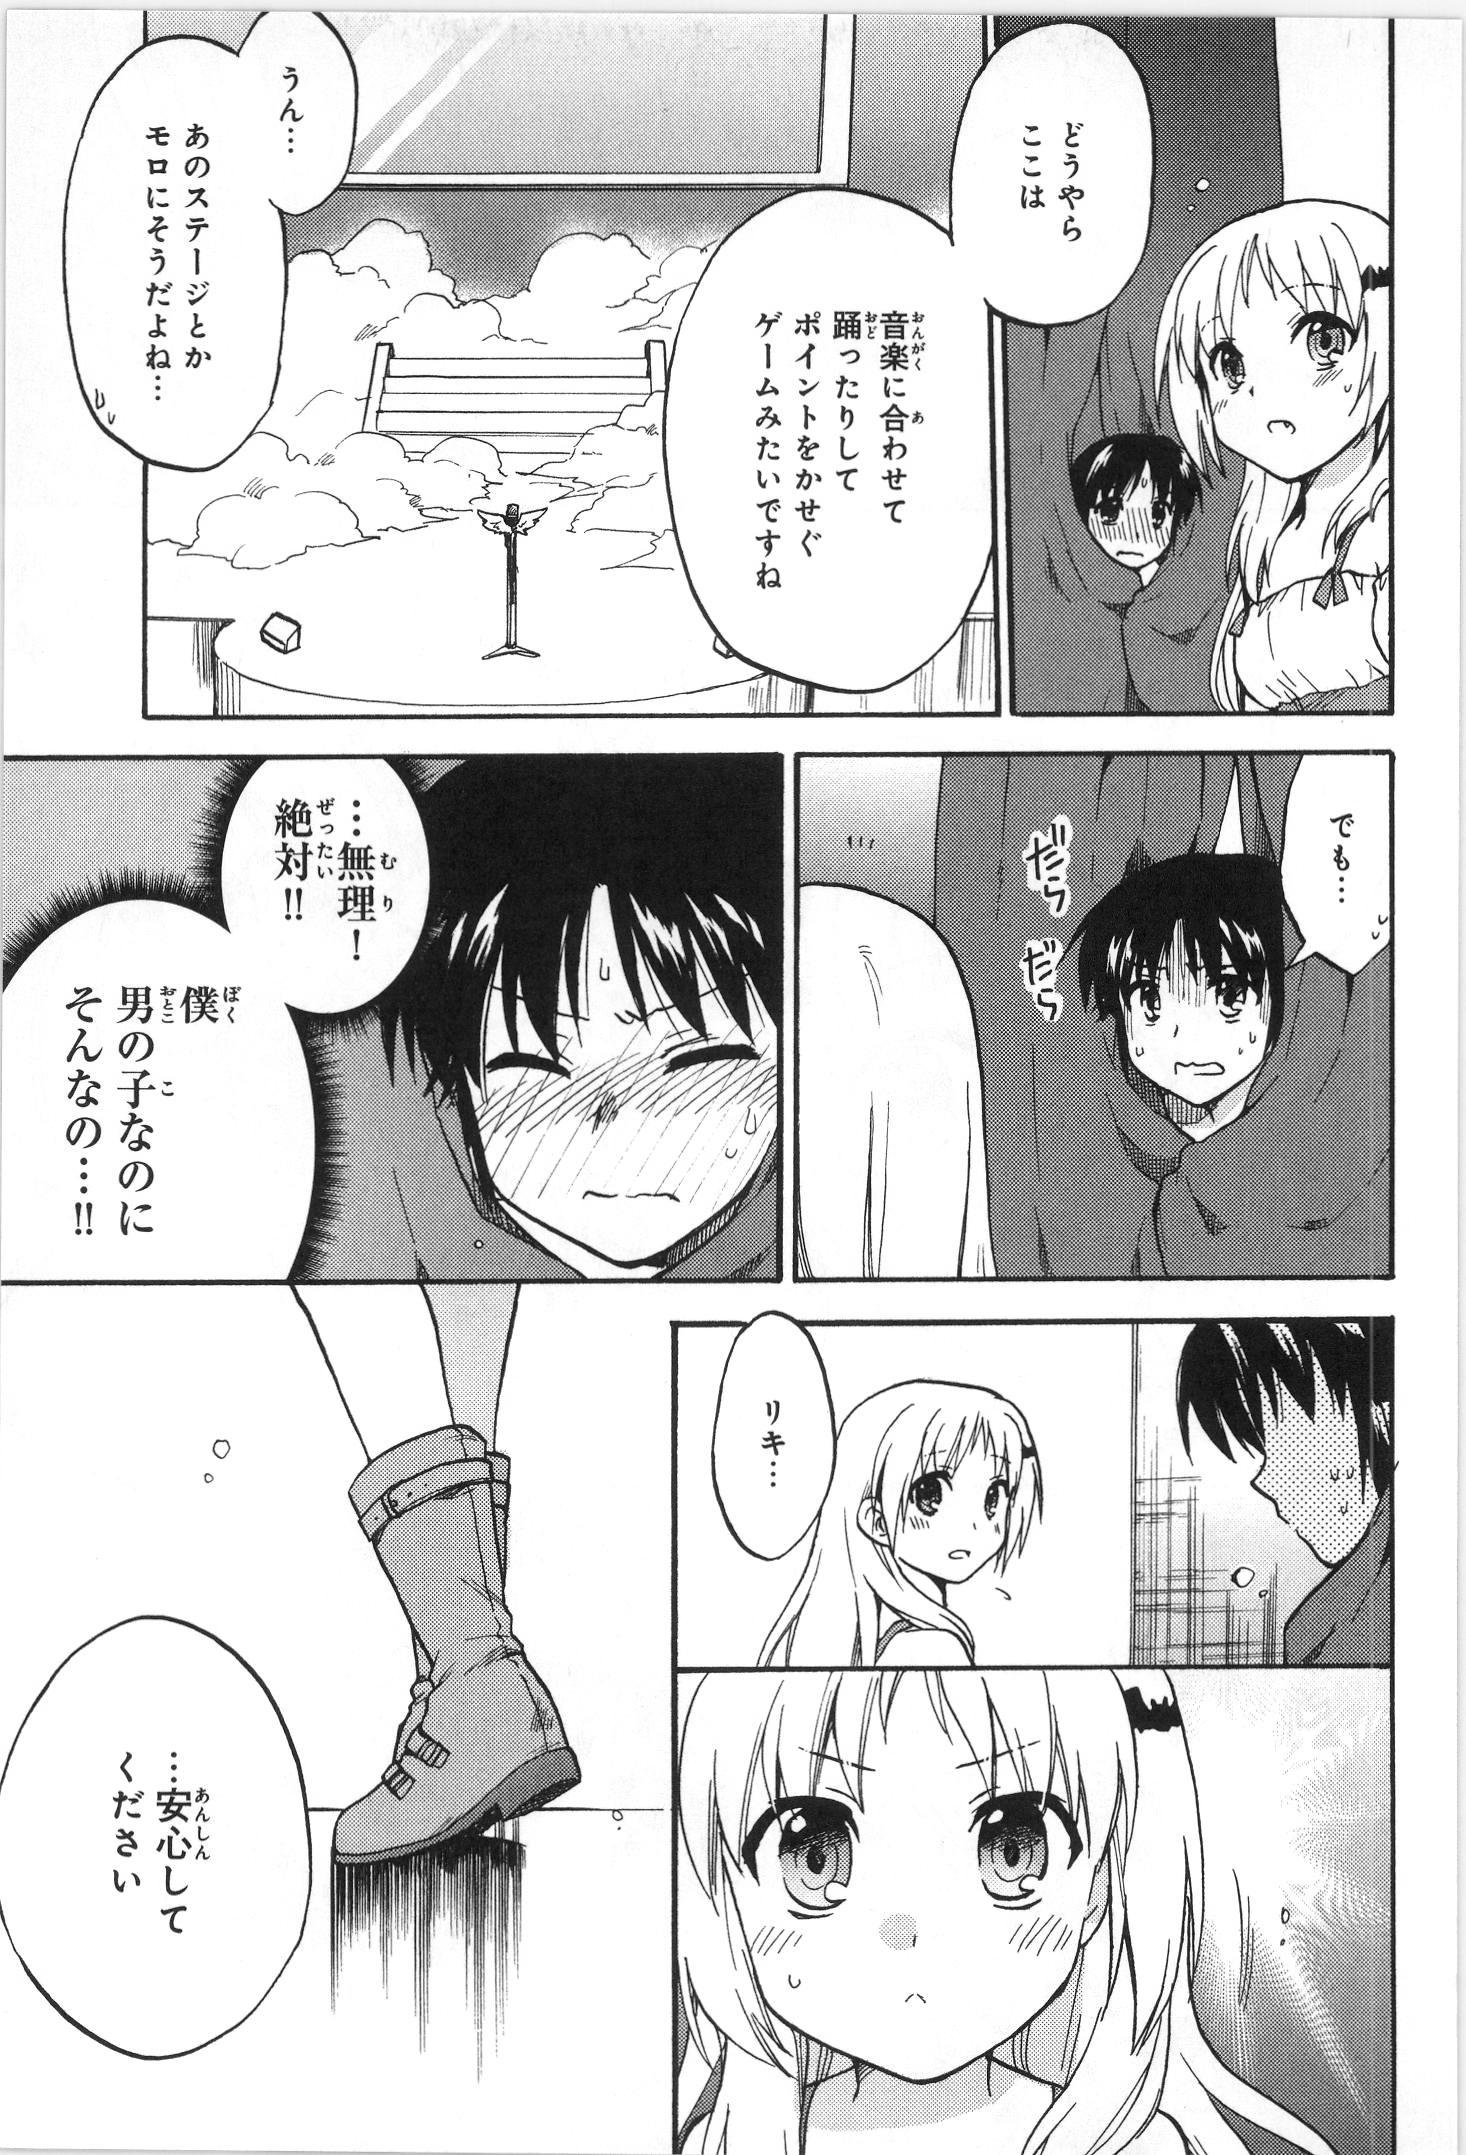 どうやら
ここは
音楽に合わせて
踊ったりして
ポイントをかせぐ
ゲームみたいですね
うん…
あのステージとか
モロにそうだよね…
でも…
だら
だら
…無理！
絶対!!
僕
男の子なのに
そんなの…!!
リキ…
…安心して
ください